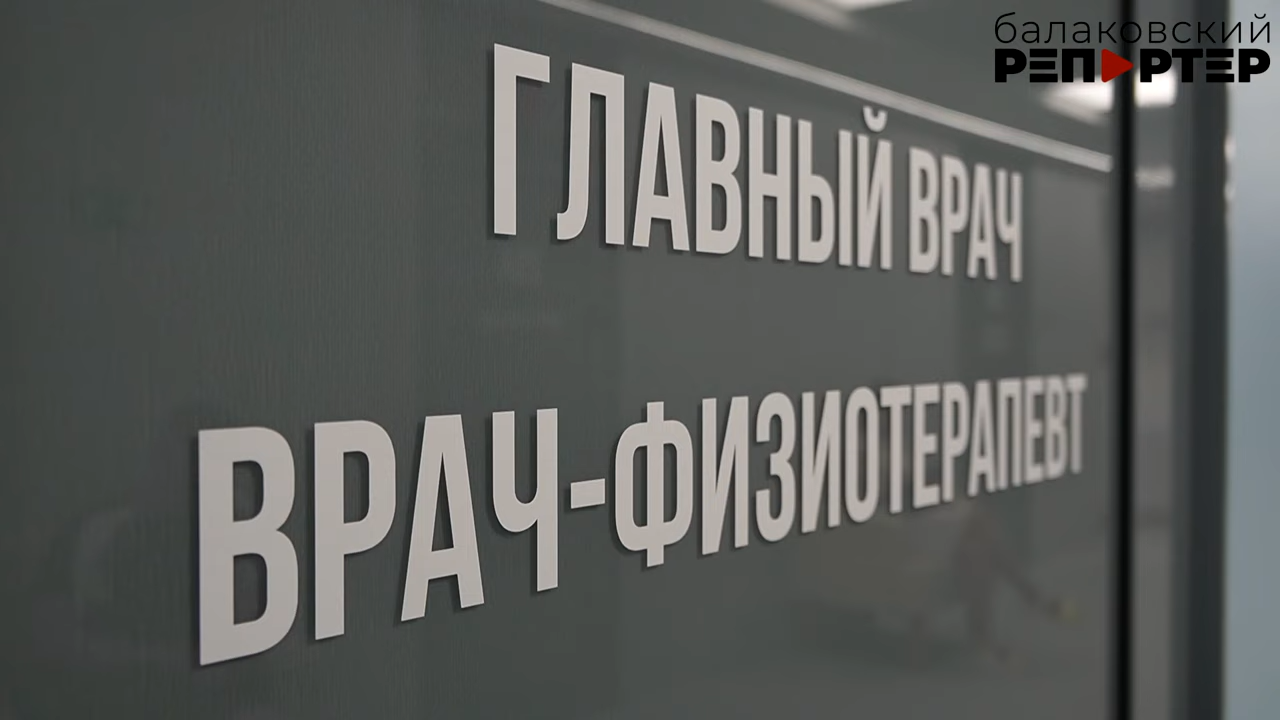 балаковский
РЕПОРТЕР
ГЛАВНЫЙ ВРАЧ
ВРАЧ-ФИЗИОТЕРАПЕВТ